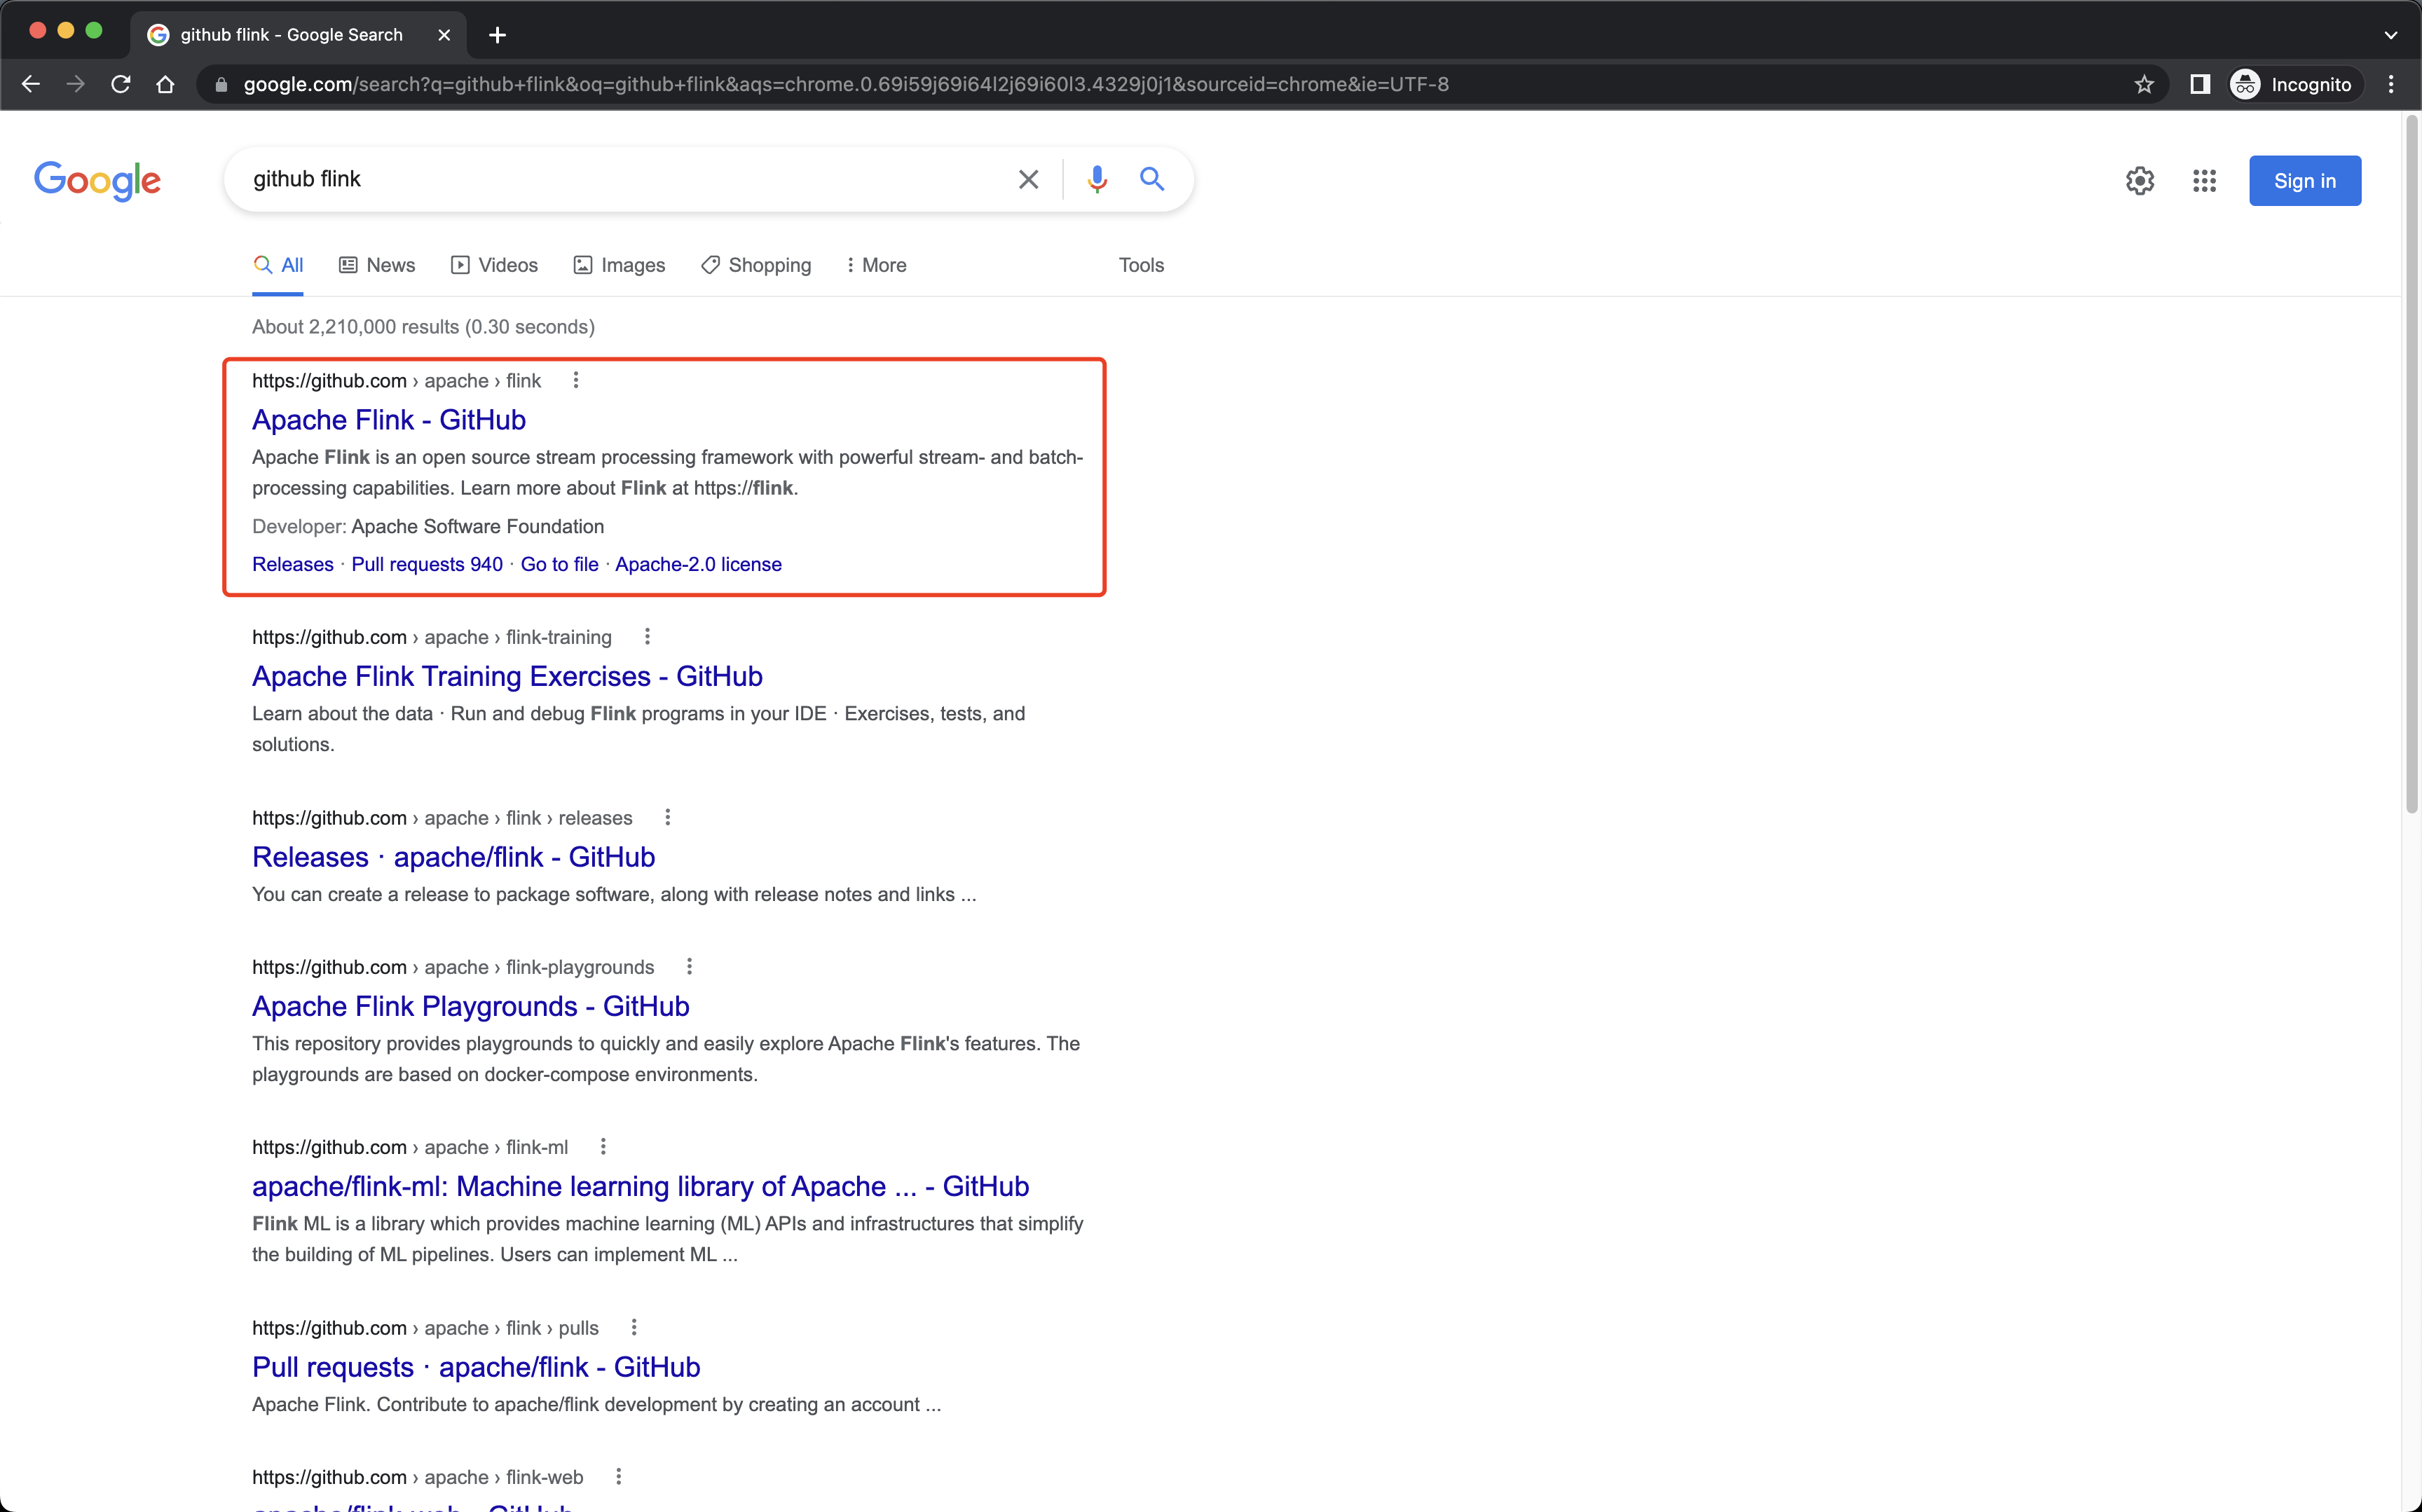 github flink - Google Search
google.com/search?q=github+flink&oq=github+flink&aqs=chrome.0.69i59j69i64l2j69i60l3.4329j0j1&sourceid=chrome&ie=UTF-8
Incognito
Google
github flink
Sign in
All News Videos Images Shopping More Tools
About 2,210,000 results (0.30 seconds)
https://github.com › apache › flink
Apache Flink - GitHub
Apache Flink is an open source stream processing framework with powerful stream- and batch-
processing capabilities. Learn more about Flink at https://flink.
Developer: Apache Software Foundation
Releases · Pull requests 940 · Go to file · Apache-2.0 license
https://github.com › apache › flink-training
Apache Flink Training Exercises - GitHub
Learn about the data · Run and debug Flink programs in your IDE · Exercises, tests, and
solutions.
https://github.com › apache › flink › releases
Releases · apache/flink - GitHub
You can create a release to package software, along with release notes and links ...
https://github.com › apache › flink-playgrounds
Apache Flink Playgrounds - GitHub
This repository provides playgrounds to quickly and easily explore Apache Flink's features. The
playgrounds are based on docker-compose environments.
https://github.com › apache › flink-ml
apache/flink-ml: Machine learning library of Apache ... - GitHub
Flink ML is a library which provides machine learning (ML) APIs and infrastructures that simplify
the building of ML pipelines. Users can implement ML ...
https://github.com › apache › flink › pulls
Pull requests · apache/flink - GitHub
Apache Flink. Contribute to apache/flink development by creating an account ...
https://github.com › apache › flink-web
apache/flink-web - GitHub